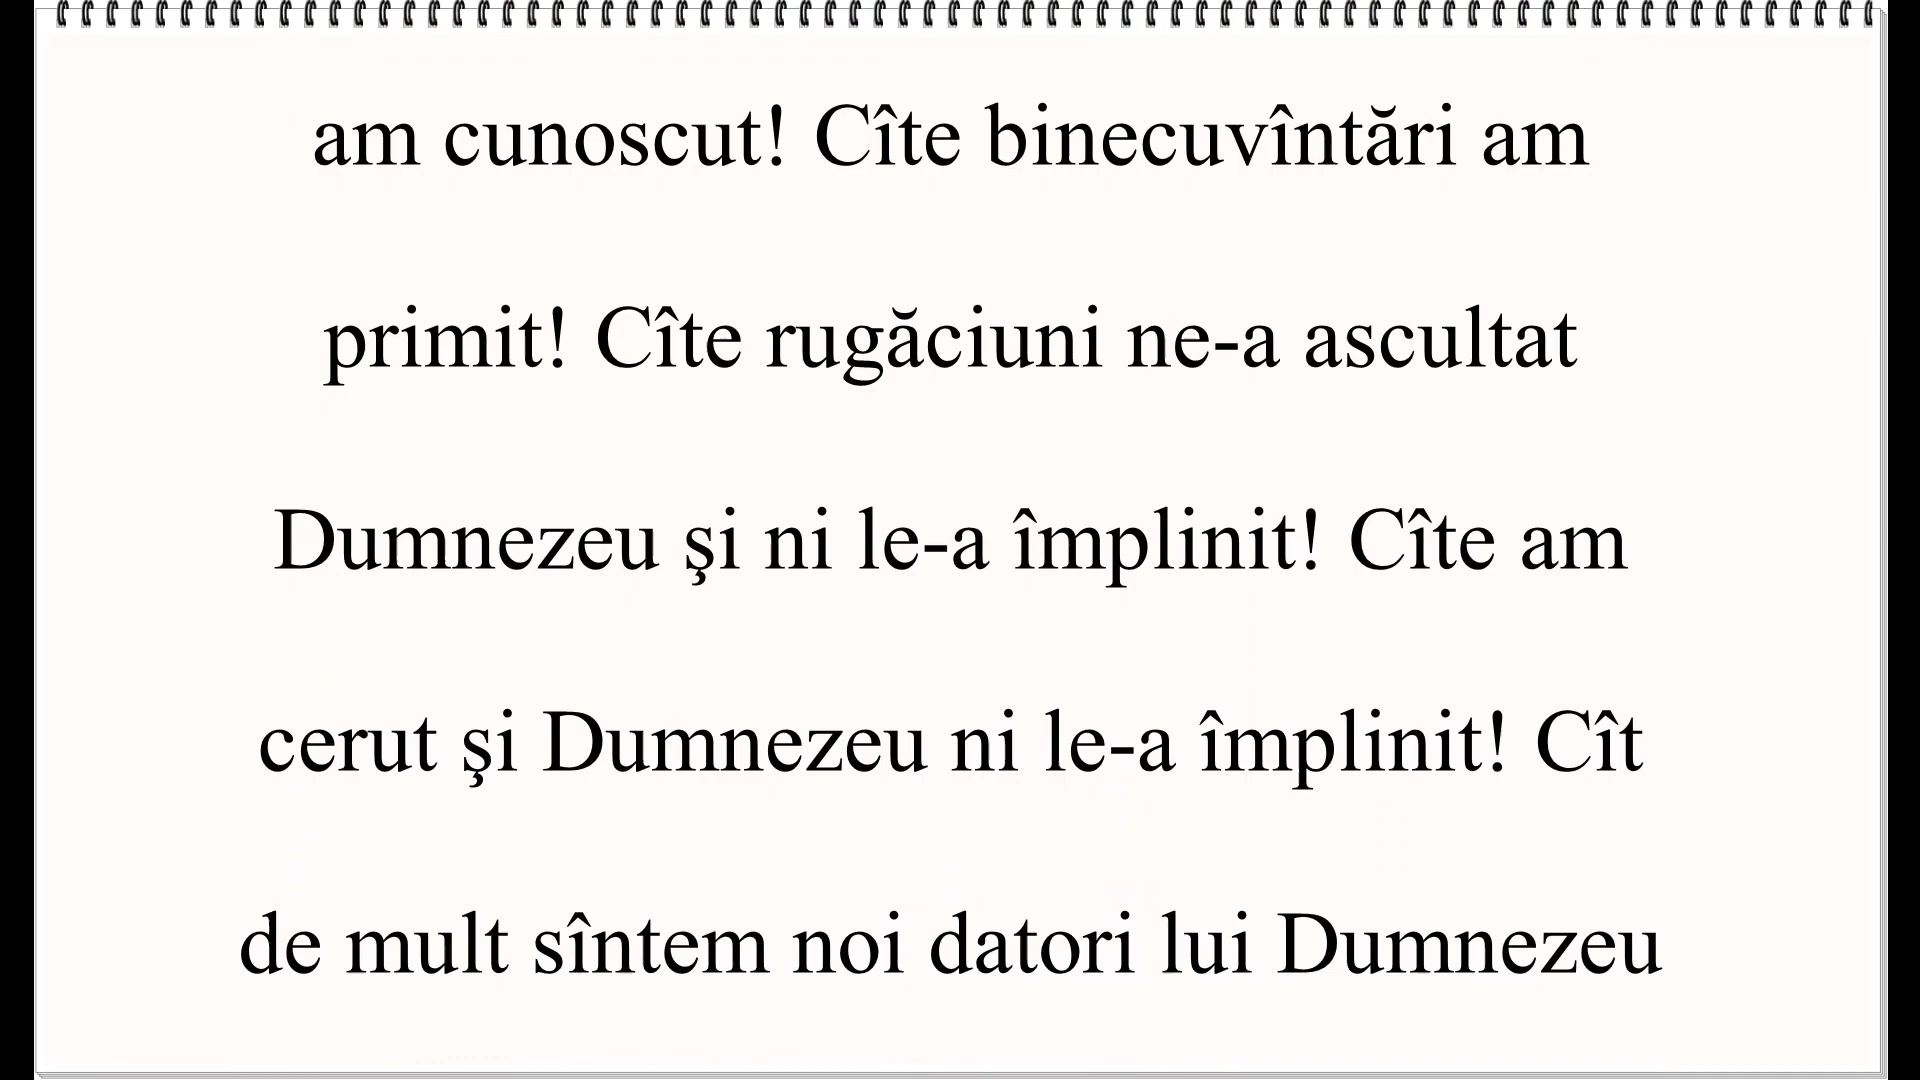 am cunoscut! Cîte binecuvîntări am
primit! Cîte rugăciuni ne-a ascultat
Dumnezeu şi ni le-a împlinit! Cîte am
cerut şi Dumnezeu ni le-a împlinit! Cît
de mult sîntem noi datori lui Dumnezeu